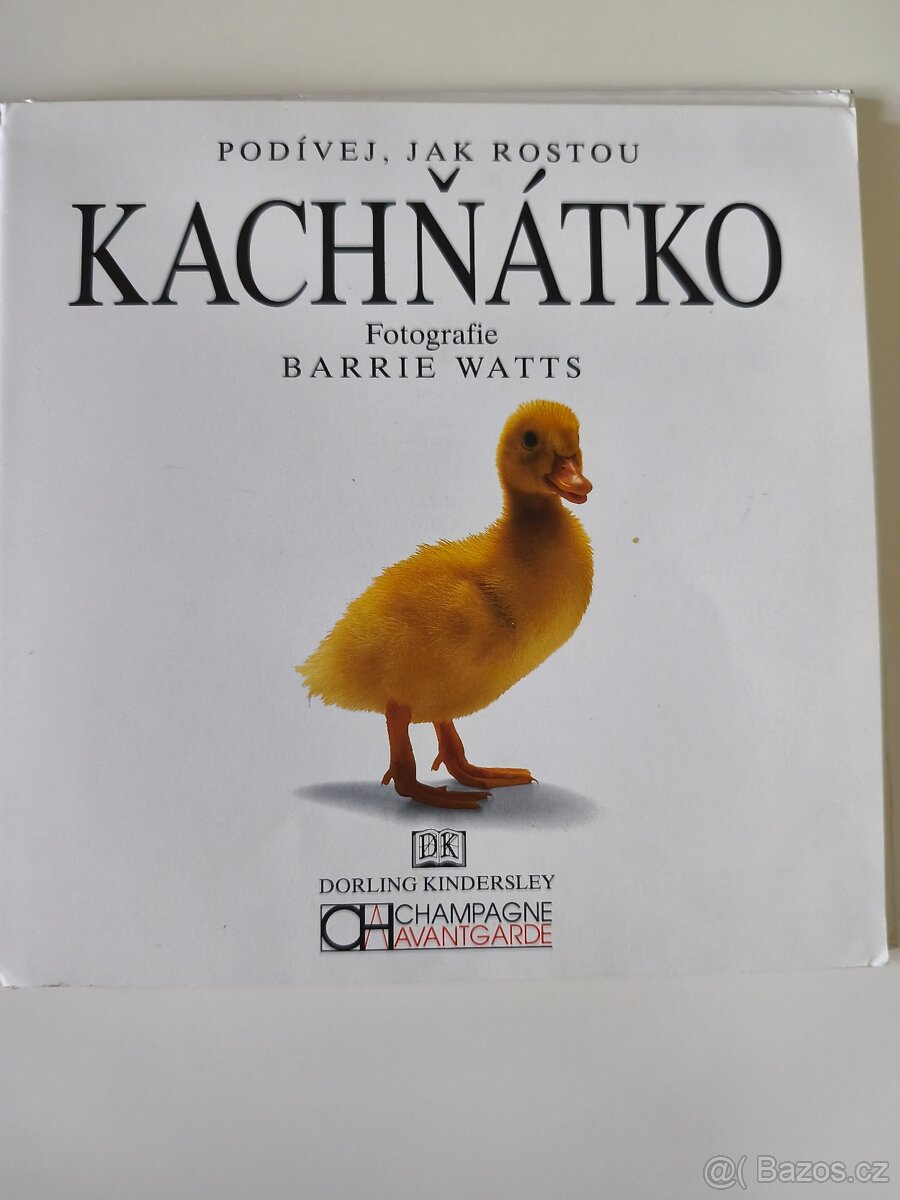 PODÍVEJ, JAK ROSTOU
KACHŇÁTKO
Fotografie
BARRIE WATTS
DK
DORLING KINDERSLEY
CHAMPAGNE
AVANTGARDE
@( Bazos.cz